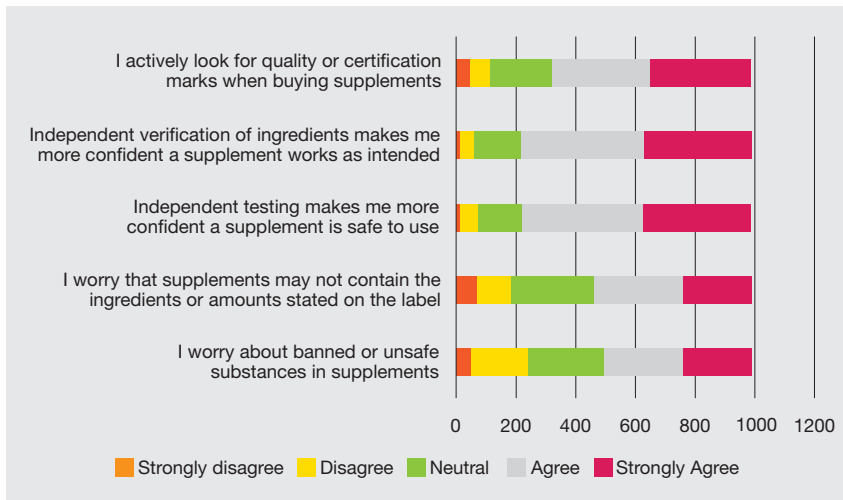 I actively look for quality or certification
marks when buying supplements
Independent verification of ingredients makes me
more confident a supplement works as intended
Independent testing makes me more
confident a supplement is safe to use
I worry that supplements may not contain the
ingredients or amounts stated on the label
I worry about banned or unsafe
substances in supplements
0 200 400 600 800 1000 1200
Strongly disagree Disagree Neutral Agree Strongly Agree